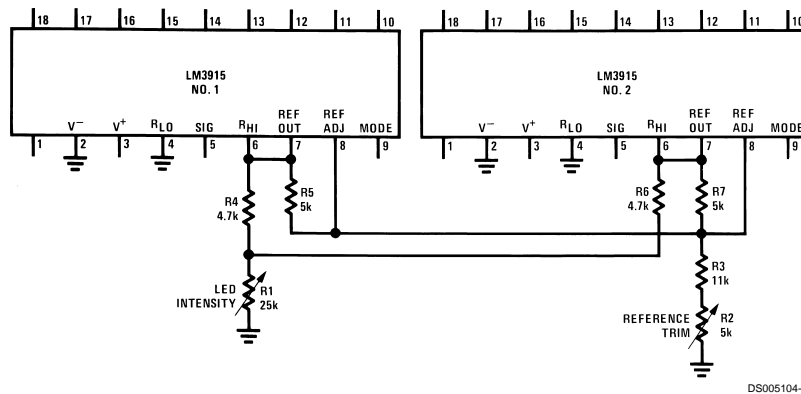 18 17 16 15 14 13 12 11 10
18 17 16 15 14 13 12 11 10
LM3915
NO. 1
LM3915
NO. 2
V− V+ RLO SIG RHI REF OUT REF ADJ MODE
V− V+ RLO SIG RHI REF OUT REF ADJ MODE
1 2 3 4 5 6 7 8 9
1 2 3 4 5 6 7 8 9
R4
4.7k
R5
5k
R6
4.7k
R7
5k
LED
INTENSITY
R1
25k
R3
11k
REFERENCE
TRIM
R2
5k
DS005104-